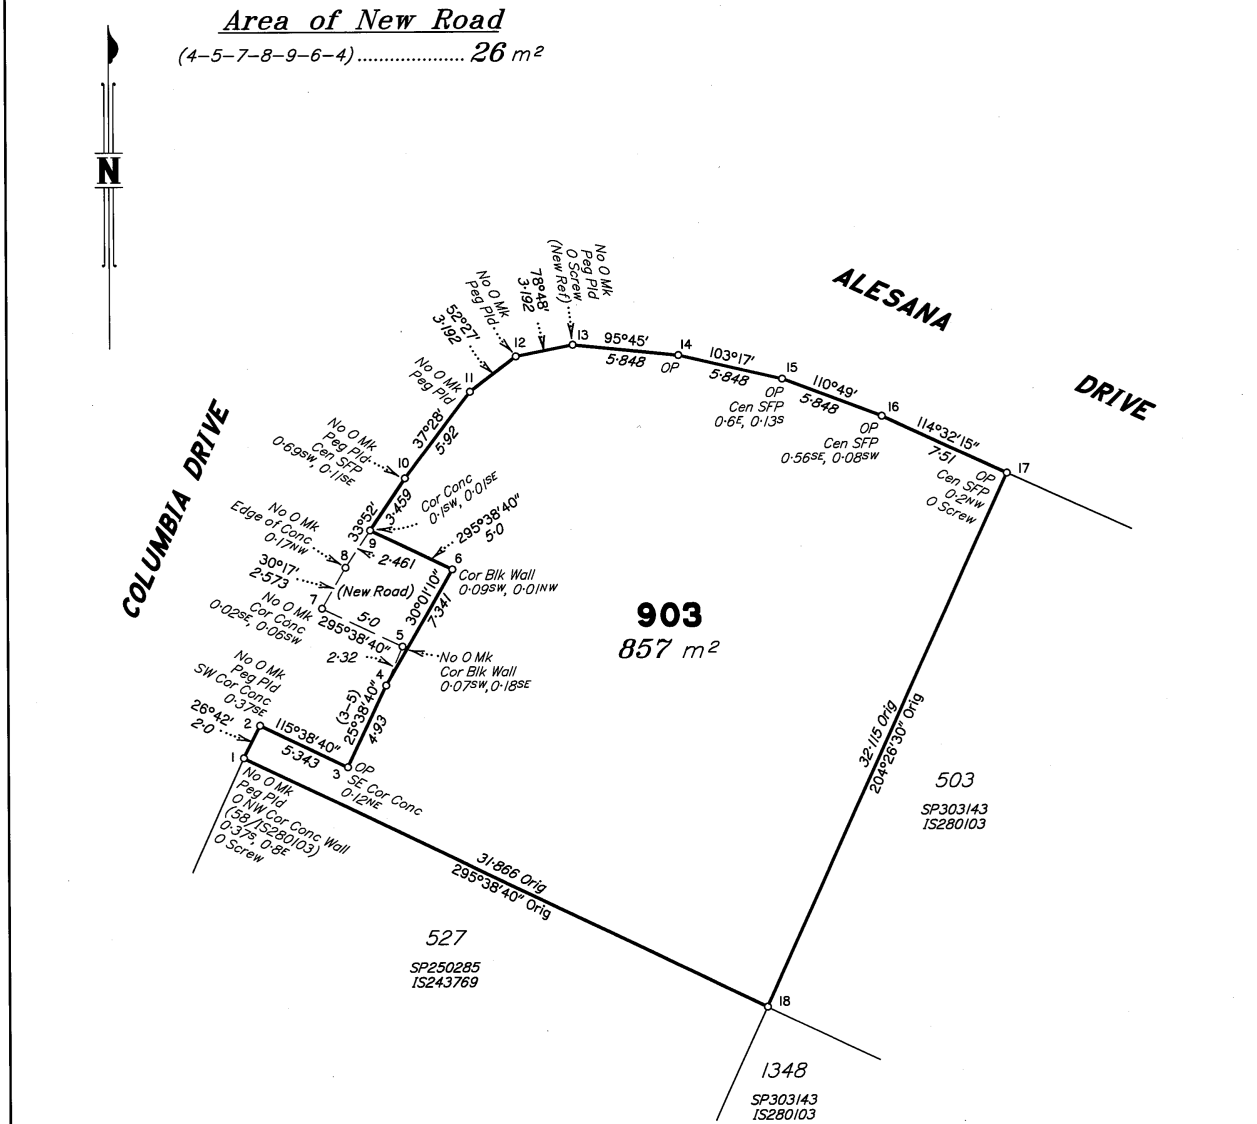 Area of New Road
(4–5–7–8–9–6–4).................... 26 m²
N
No O Mk
Peg Pld
O Screw
(New Ref)
78°48'
3·192
No O Mk
Peg Pld
52°27'
3·192
ALESANA
DRIVE
COLUMBIA DRIVE
12
13
95°45'
5·848
14
OP
103°17'
5·848
15
OP
Cen SFP
0·6E, 0·13S
110°49'
5·848
16
OP
Cen SFP
0·56SE, 0·08SW
114°32'15"
7·51
17
OP
Cen SFP
0·2NW
O Screw
11
No O Mk
Peg Pld
37°28'
5·92
No O Mk
Peg Pld
Cen SFP
0·69SW, 0·11SE
10
33°52'
3·459
Cor Conc
0·1SW, 0·01SE
295°38'40"
5·0
9
2·461
No O Mk
Edge of Conc
0·17NW
8
6
Cor Blk Wall
0·09SW, 0·01NW
30°17'
2·573
(New Road)
30°01'10"
7·341
7
5·0
295°38'40"
No O Mk
Cor Conc
0·02SE, 0·06SW
5
2·32
No O Mk
Cor Blk Wall
0·07SW, 0·18SE
4
(3–5)
25°38'40"
4·93
903
857 m²
No O Mk
Peg Pld
SW Cor Conc
0·37SE
26°42'
2·0
2
115°38'40"
5·343
1
3
OP
SE Cor Conc
0·12NE
No O Mk
Peg Pld
O NW Cor Conc Wall
(58/IS280103)
0·37S, 0·8E
O Screw
32·115 Orig
204°26'30" Orig
503
SP303143
IS280103
31·866 Orig
295°38'40" Orig
527
SP250285
IS243769
18
1348
SP303143
IS280103